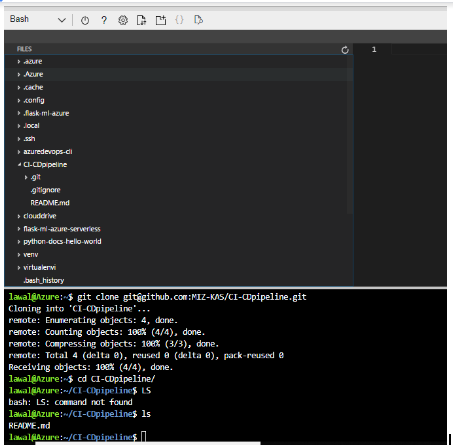 Bash
?
{}
FILES
1
.azure
.Azure
.cache
.config
.flask-ml-azure
.local
.ssh
azuredevops-cli
CI-CDpipeline
.git
.gitignore
README.md
clouddrive
flask-ml-azure-serverless
python-docs-hello-world
venv
virtualenvi
.bash_history
lawal@Azure:~$ git clone git@github.com:MIZ-KAS/CI-CDpipeline.git
Cloning into 'CI-CDpipeline'...
remote: Enumerating objects: 4, done.
remote: Counting objects: 100% (4/4), done.
remote: Compressing objects: 100% (3/3), done.
remote: Total 4 (delta 0), reused 0 (delta 0), pack-reused 0
Receiving objects: 100% (4/4), done.
lawal@Azure:~$ cd CI-CDpipeline/
lawal@Azure:~/CI-CDpipeline$ LS
bash: LS: command not found
lawal@Azure:~/CI-CDpipeline$ ls
README.md
lawal@Azure:~/CI-CDpipeline$